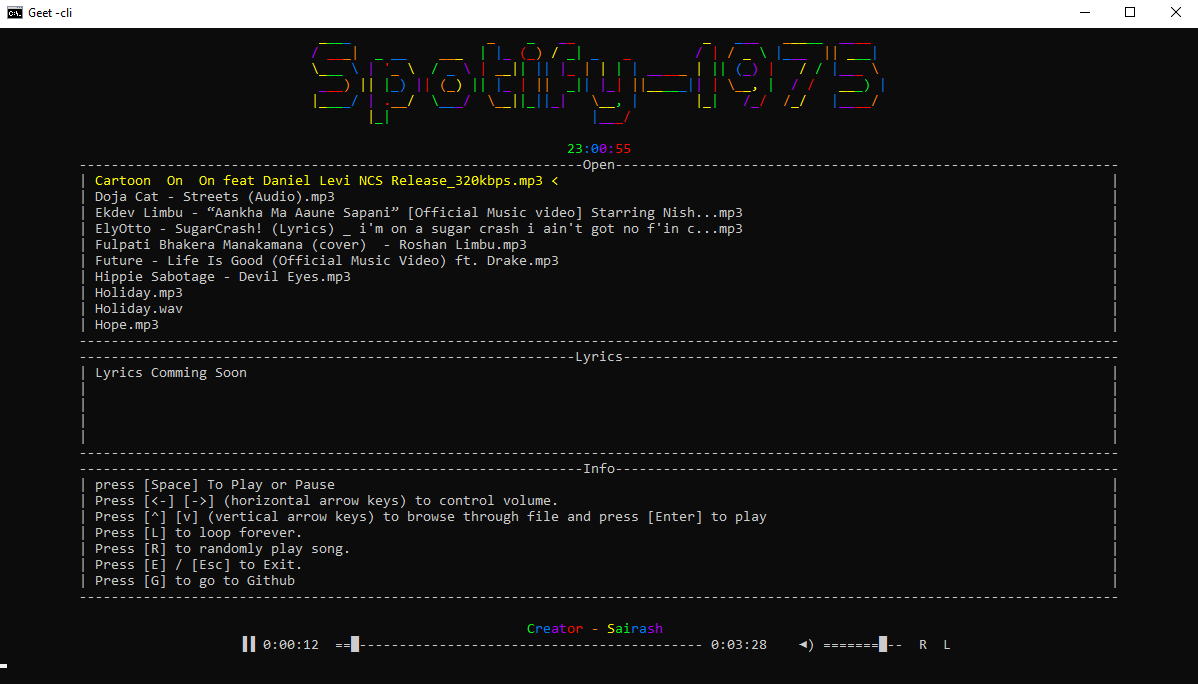 Geet -cli
Spotify-1975
23:00:55
Open
Cartoon  On  On feat Daniel Levi NCS Release_320kbps.mp3 <
Doja Cat - Streets (Audio).mp3
Ekdev Limbu - “Aankha Ma Aaune Sapani” [Official Music video] Starring Nish...mp3
ElyOtto - SugarCrash! (Lyrics) _ i'm on a sugar crash i ain't got no f'in c...mp3
Fulpati Bhakera Manakamana (cover)  - Roshan Limbu.mp3
Future - Life Is Good (Official Music Video) ft. Drake.mp3
Hippie Sabotage - Devil Eyes.mp3
Holiday.mp3
Holiday.wav
Hope.mp3
Lyrics
Lyrics Comming Soon
Info
press [Space] To Play or Pause
Press [<-] [->] (horizontal arrow keys) to control volume.
Press [^] [v] (vertical arrow keys) to browse through file and press [Enter] to play
Press [L] to loop forever.
Press [R] to randomly play song.
Press [E] / [Esc] to Exit.
Press [G] to go to Github
Creator - Sairash
0:00:12 0:03:28 R L